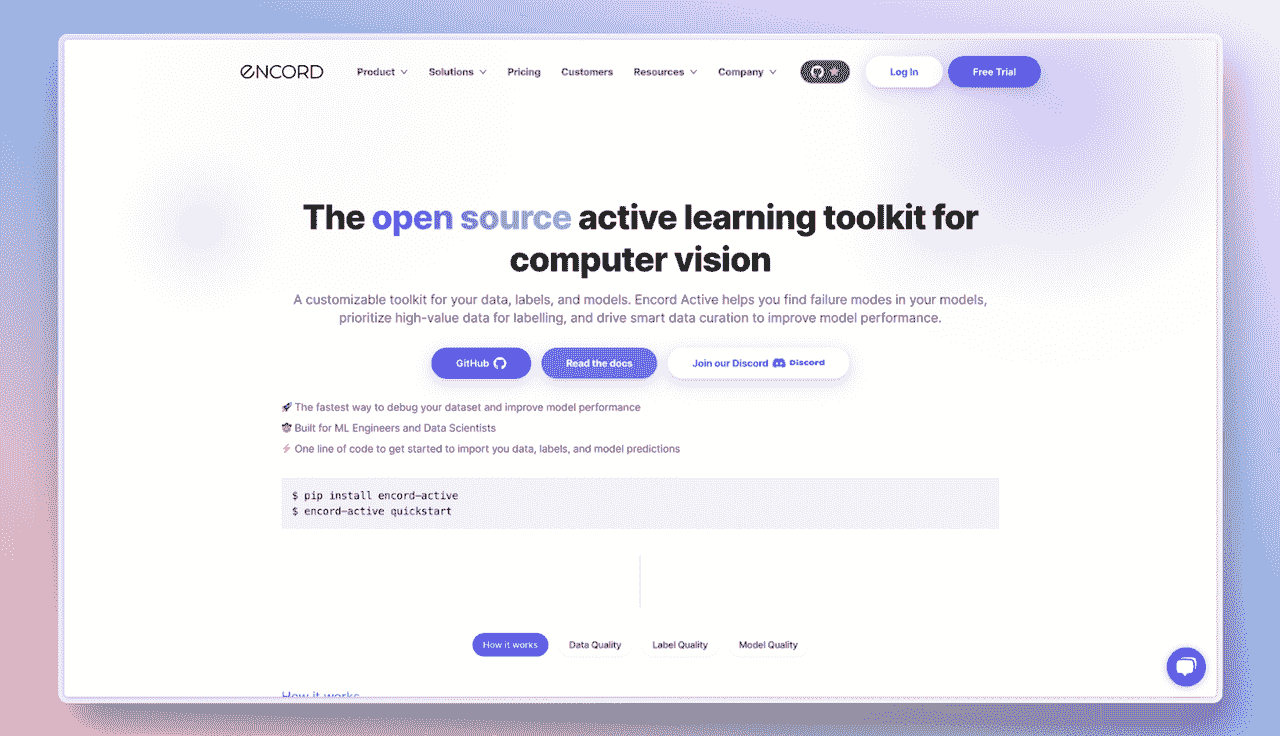 ENCORD Product Solutions Pricing Customers Resources Company Log In Free Trial
The open source active learning toolkit for
computer vision
A customizable toolkit for your data, labels, and models. Encord Active helps you find failure modes in your models,
prioritize high-value data for labelling, and drive smart data curation to improve model performance.
GitHub Read the docs Join our Discord Discord
🚀 The fastest way to debug your dataset and improve model performance
Built for ML Engineers and Data Scientists
⚡ One line of code to get started to import you data, labels, and model predictions
$ pip install encord-active
$ encord-active quickstart
How it works Data Quality Label Quality Model Quality
How it works